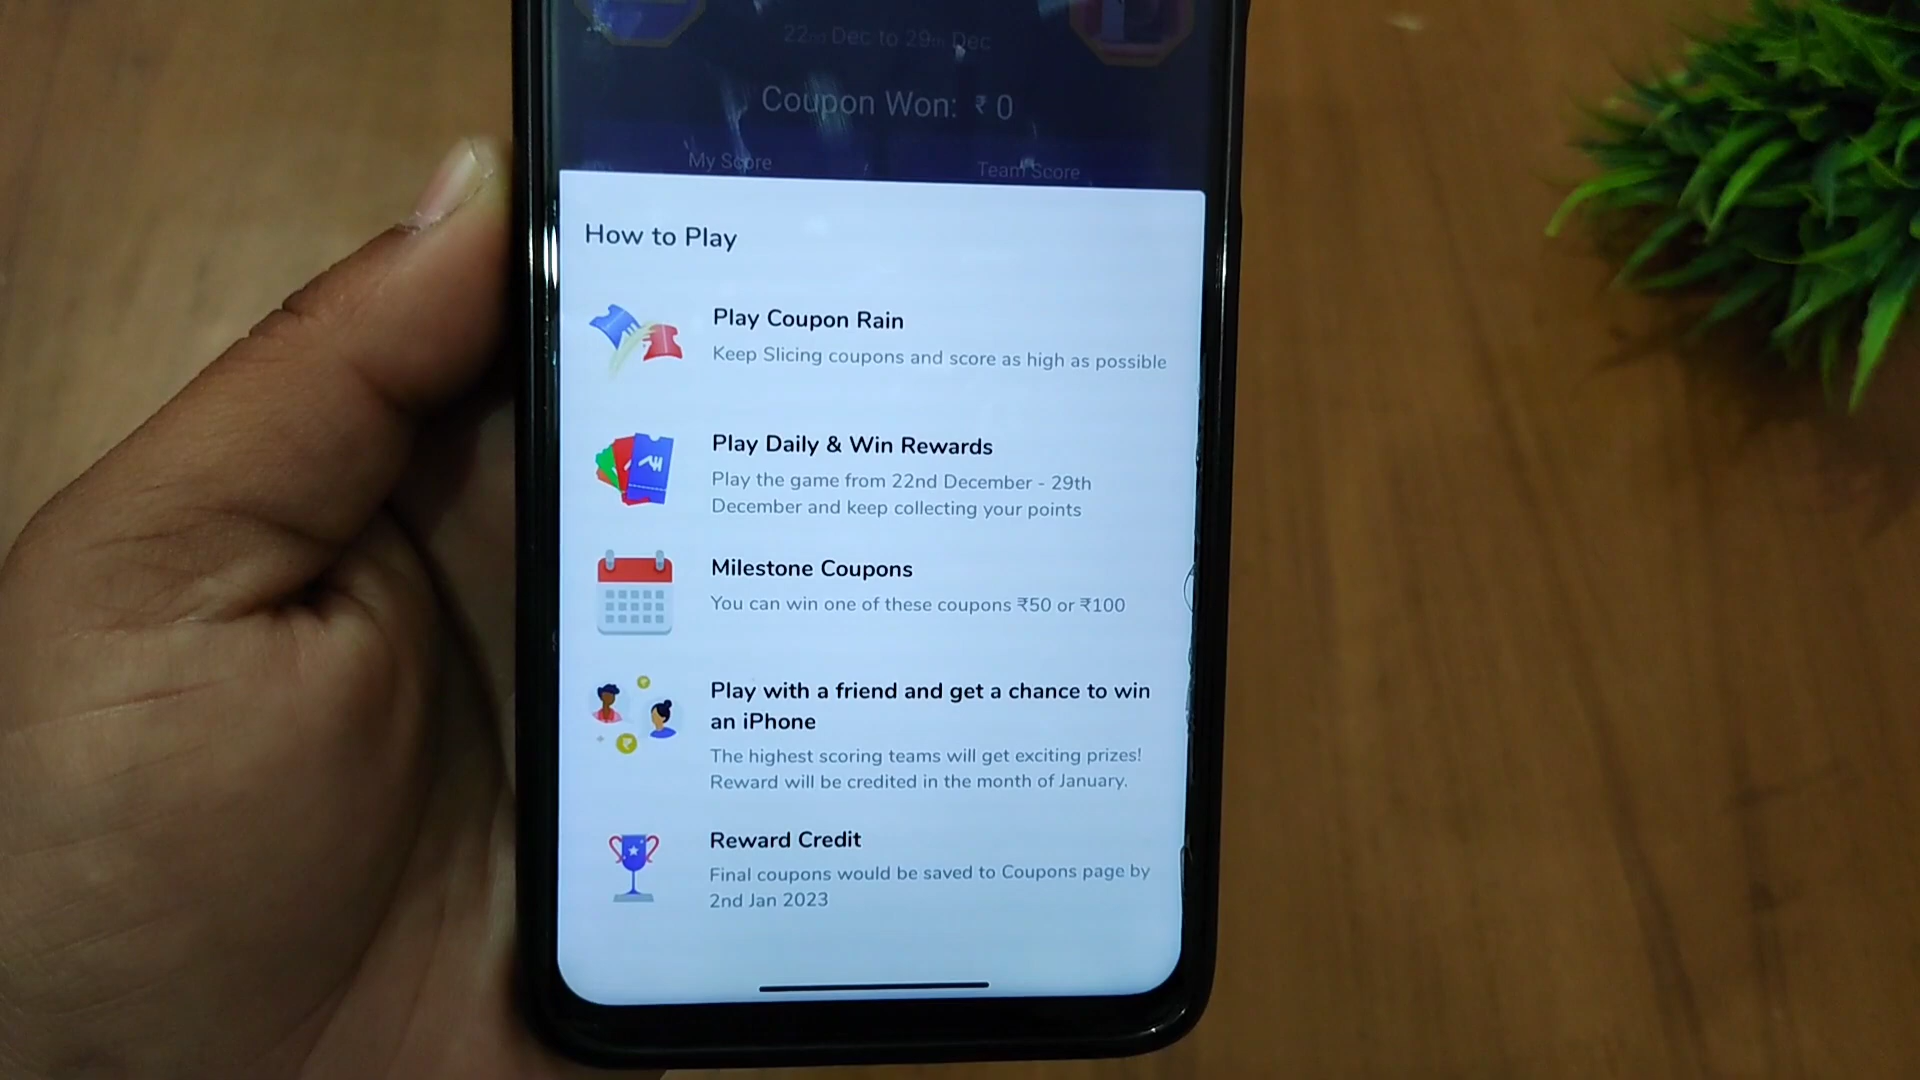 22nd Dec to 29th Dec
Coupon Won: ₹ 0
My Score
Team Score
How to Play
Play Coupon Rain
Keep Slicing coupons and score as high as possible
Play Daily & Win Rewards
Play the game from 22nd December - 29th
December and keep collecting your points
Milestone Coupons
You can win one of these coupons ₹50 or ₹100
Play with a friend and get a chance to win
an iPhone
The highest scoring teams will get exciting prizes!
Reward will be credited in the month of January.
Reward Credit
Final coupons would be saved to Coupons page by
2nd Jan 2023